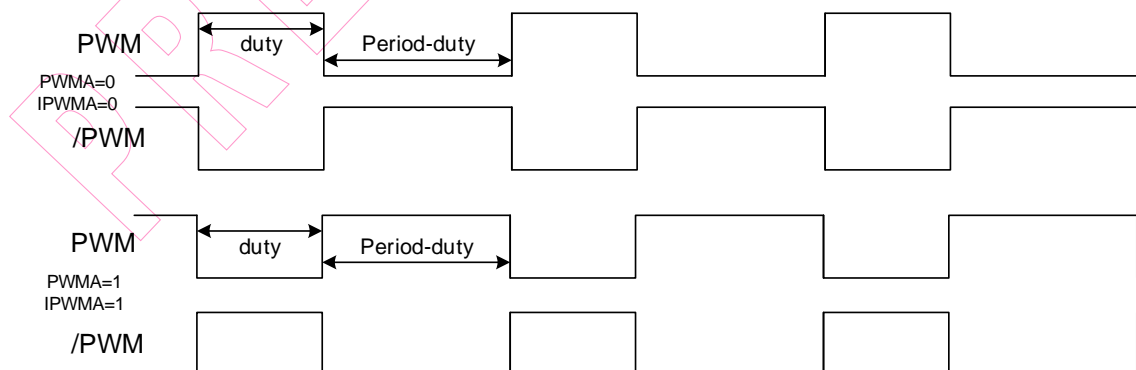 PWM
duty
Period-duty
PWMA=0
IPWMA=0
/PWM
PWM
duty
Period-duty
PWMA=1
IPWMA=1
/PWM